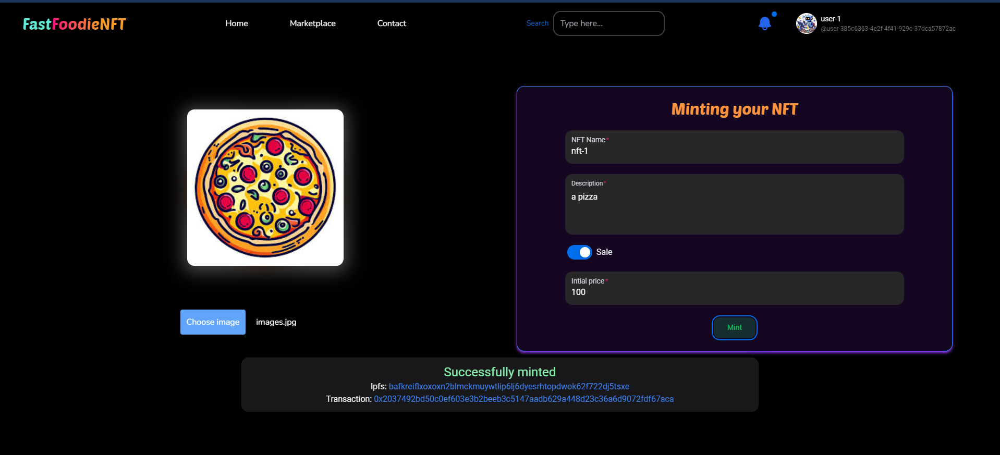 FastFoodieNFT
Home
Marketplace
Contact
Search
Type here...
user-1
@user-385c6363-4e2f-4f41-929c-37dca57872ac
Minting your NFT
NFT Name*
nft-1
Description*
a pizza
Sale
Intial price*
100
Mint
Choose image
images.jpg
Successfully minted
Ipfs: bafkreiflxoxoxn2blmckmuywtlip6lj6dyesrhtopdwok62f722dj5tsxe
Transaction: 0x2037492bd50c0ef603e3b2beeb3c5147aadb629a448d23c36a6d9072fdf67aca